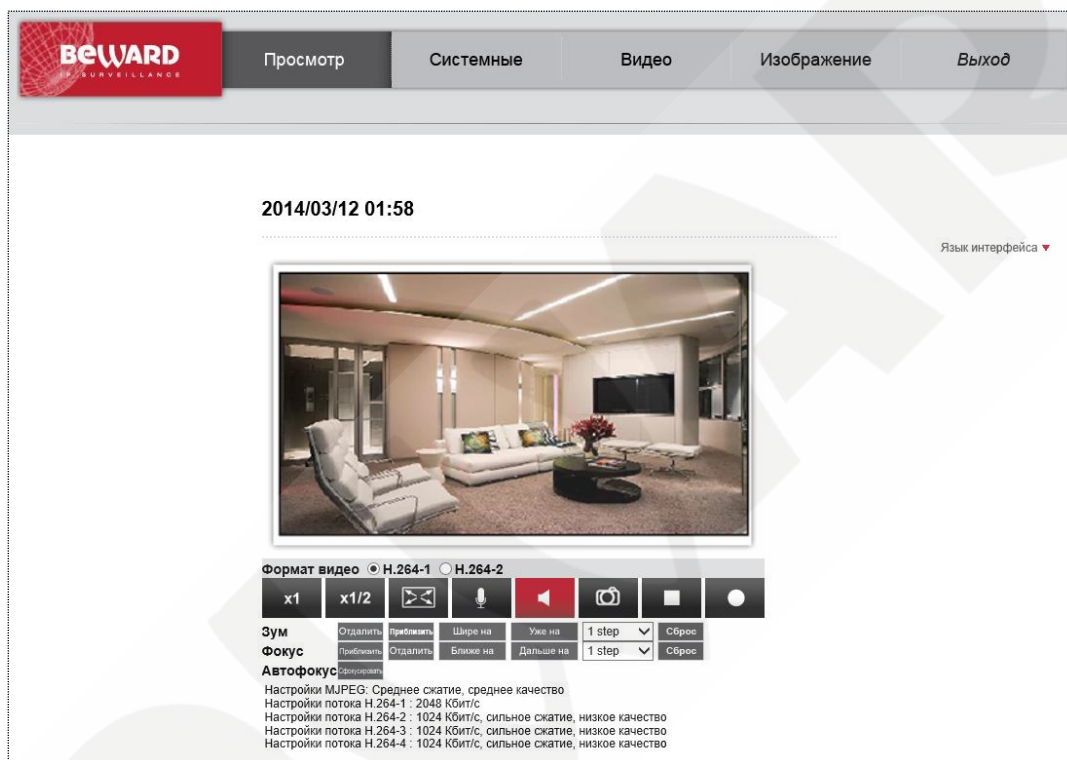 BEWARD
IP SURVEILLANCE
Просмотр
Системные
Видео
Изображение
Выход
2014/03/12 01:58
Язык интерфейса
Формат видео H.264-1 H.264-2
x1 x1/2
Зум Отдалить Приблизить Шире на Уже на 1 step Сброс
Фокус Приблизить Отдалить Ближе на Дальше на 1 step Сброс
Автофокус Сфокусировать
Настройки MJPEG: Среднее сжатие, среднее качество
Настройки потока H.264-1 : 2048 Кбит/с
Настройки потока H.264-2 : 1024 Кбит/с, сильное сжатие, низкое качество
Настройки потока H.264-3 : 1024 Кбит/с, сильное сжатие, низкое качество
Настройки потока H.264-4 : 1024 Кбит/с, сильное сжатие, низкое качество